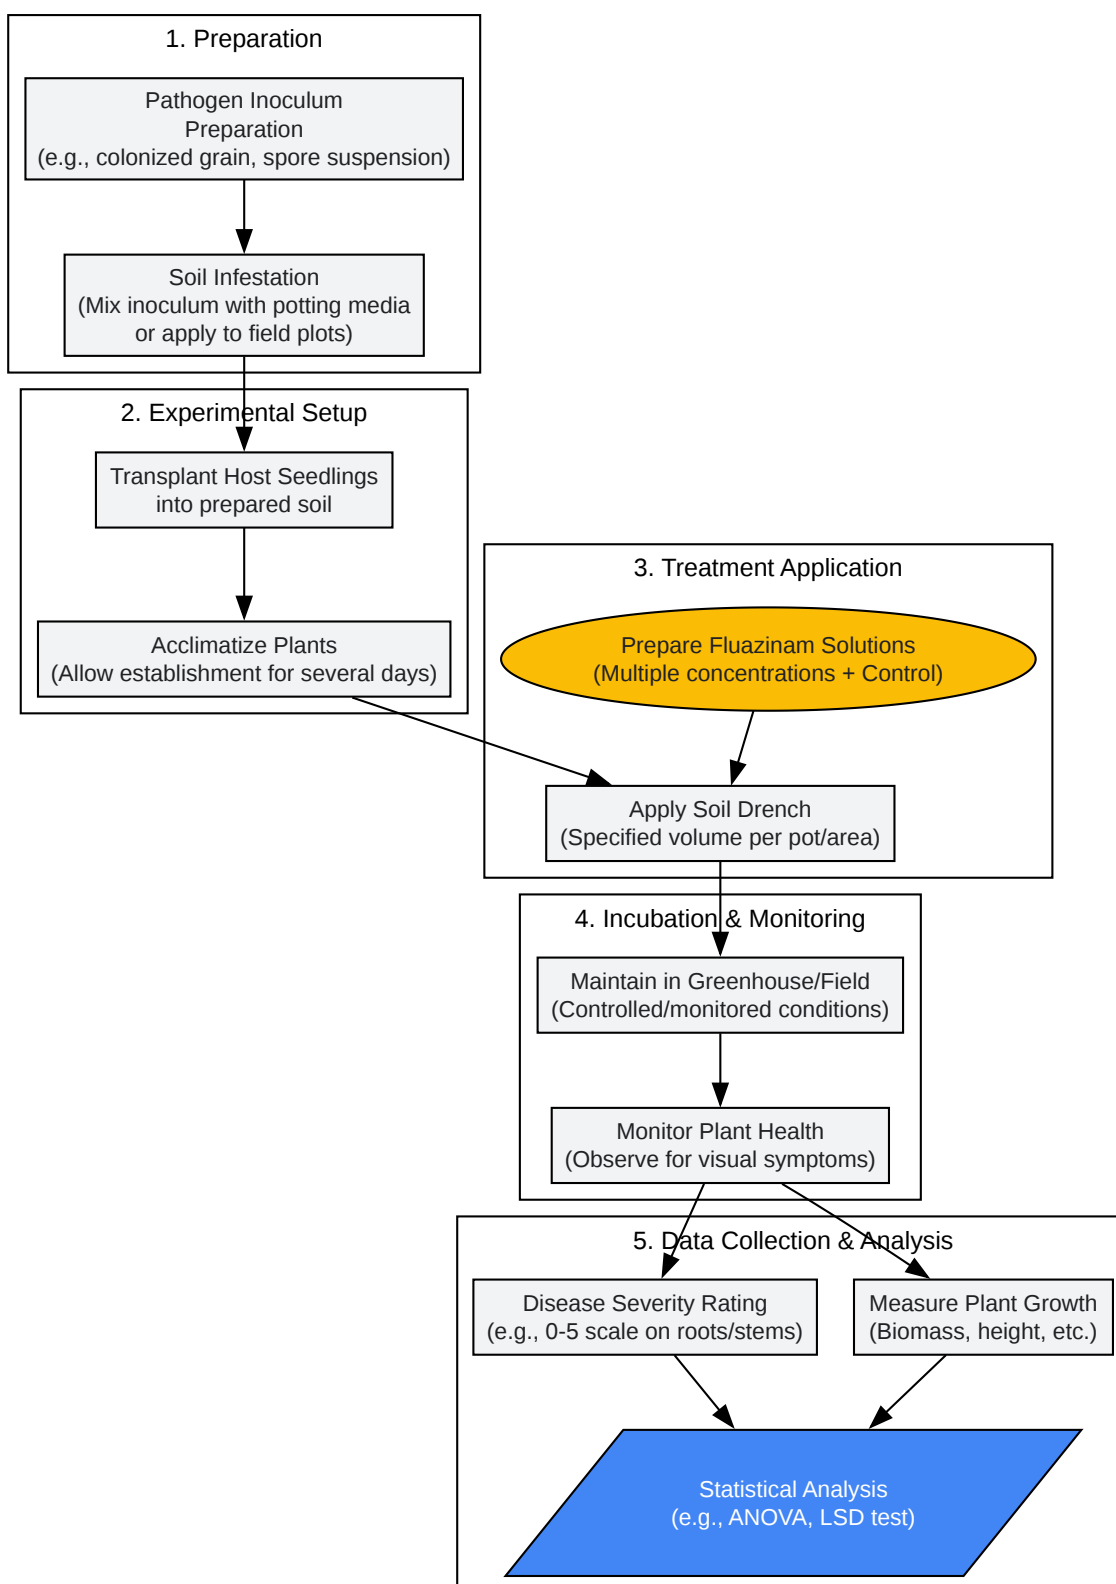 1. Preparation
Pathogen Inoculum
Preparation
(e.g., colonized grain, spore suspension)
Soil Infestation
(Mix inoculum with potting media
or apply to field plots)
2. Experimental Setup
Transplant Host Seedlings
into prepared soil
Acclimatize Plants
(Allow establishment for several days)
3. Treatment Application
Prepare Fluazinam Solutions
(Multiple concentrations + Control)
Apply Soil Drench
(Specified volume per pot/area)
4. Incubation & Monitoring
Maintain in Greenhouse/Field
(Controlled/monitored conditions)
Monitor Plant Health
(Observe for visual symptoms)
5. Data Collection & Analysis
Disease Severity Rating
(e.g., 0-5 scale on roots/stems)
Measure Plant Growth
(Biomass, height, etc.)
Statistical Analysis
(e.g., ANOVA, LSD test)